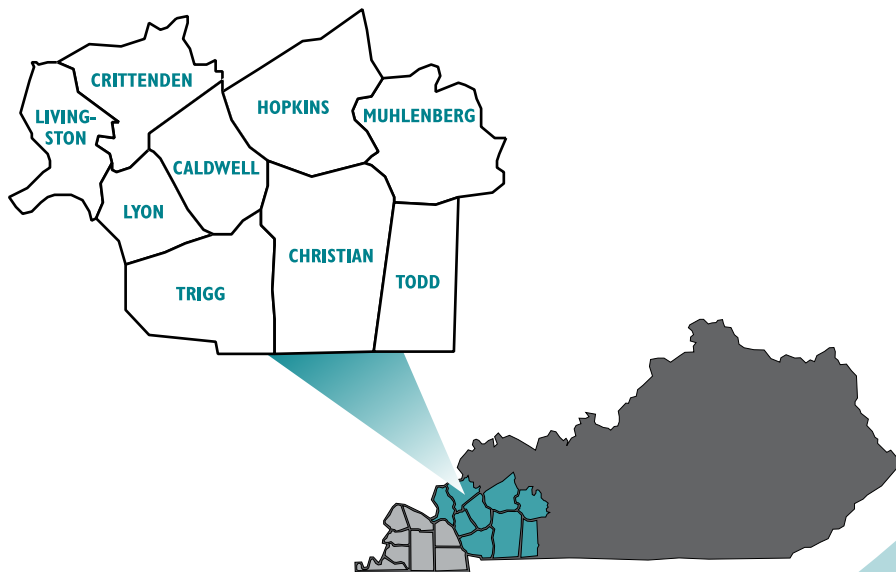 CRITTENDEN
HOPKINS
LIVING-
STON
MUHLENBERG
CALDWELL
LYON
CHRISTIAN
TODD
TRIGG